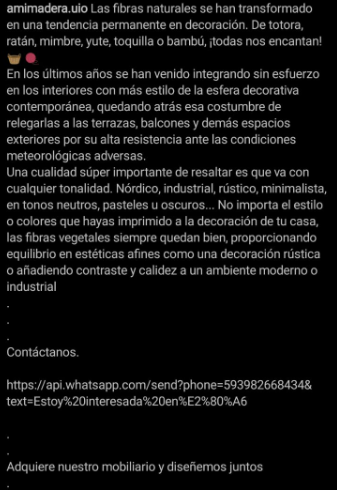 amimadera.uio Las fibras naturales se han transformado
en una tendencia permanente en decoración. De totora,
ratán, mimbre, yute, toquilla o bambú, ¡todas nos encantan!
🧺🧶
En los últimos años se han venido integrando sin esfuerzo
en los interiores con más estilo de la esfera decorativa
contemporánea, quedando atrás esa costumbre de
relegarlas a las terrazas, balcones y demás espacios
exteriores por su alta resistencia ante las condiciones
meteorológicas adversas.
Una cualidad súper importante de resaltar es que va con
cualquier tonalidad. Nórdico, industrial, rústico, minimalista,
en tonos neutros, pasteles u oscuros... No importa el estilo
o colores que hayas imprimido a la decoración de tu casa,
las fibras vegetales siempre quedan bien, proporcionando
equilibrio en estéticas afines como una decoración rústica
o añadiendo contraste y calidez a un ambiente moderno o
industrial
.
.
.
Contáctanos.
https://api.whatsapp.com/send?phone=593982668434&
text=Estoy%20interesada%20en%E2%80%A6
.
.
Adquiere nuestro mobiliario y diseñemos juntos
.